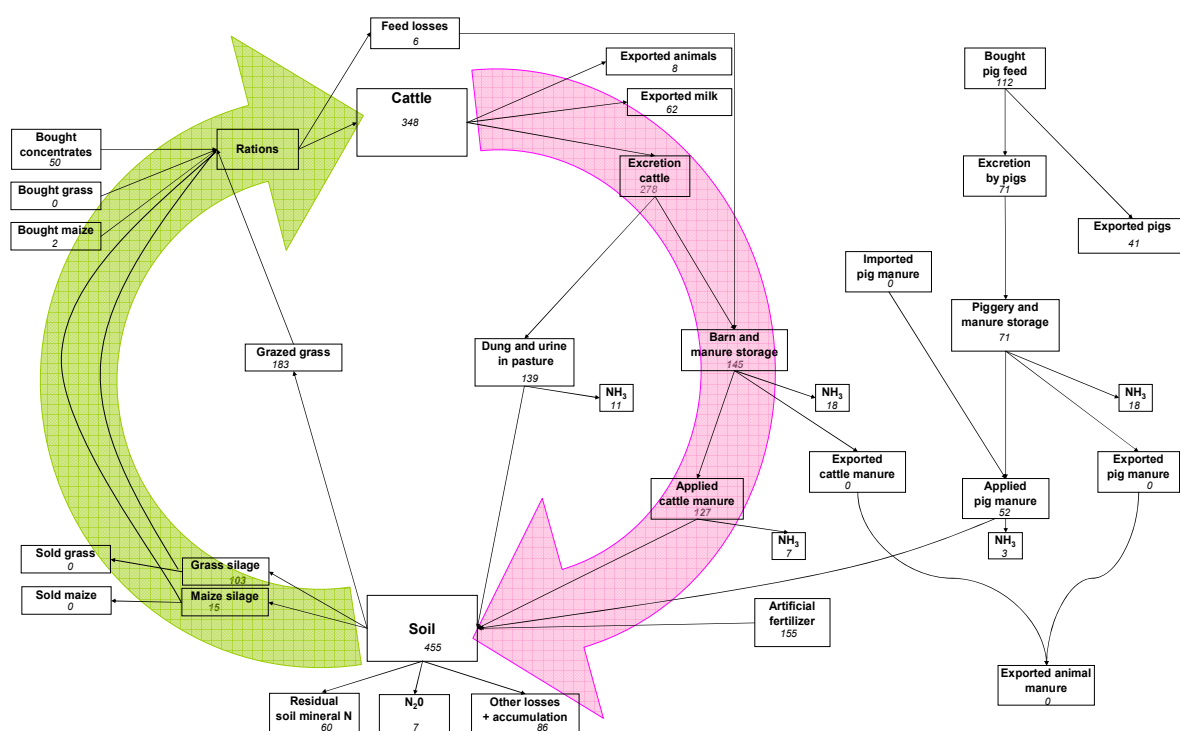 Feed losses
6
Exported animals
8
Bought
pig feed
112
Cattle
348
Exported milk
62
Bought
concentrates
50
Rations
Excretion
cattle
278
Excretion
by pigs
71
Bought grass
0
Bought maize
2
Exported pigs
41
Imported
pig manure
0
Piggery and
manure storage
71
Grazed grass
183
Dung and urine
in pasture
139
Barn and
manure storage
145
NH3
11
NH3
18
NH3
18
Exported
cattle manure
0
Exported
pig manure
0
Applied
cattle manure
127
Applied
pig manure
52
NH3
7
NH3
3
Sold grass
0
Grass silage
103
Sold maize
0
Maize silage
15
Soil
455
Artificial
fertilizer
155
Exported animal
manure
0
Residual
soil mineral N
60
N20
7
Other losses
+ accumulation
86